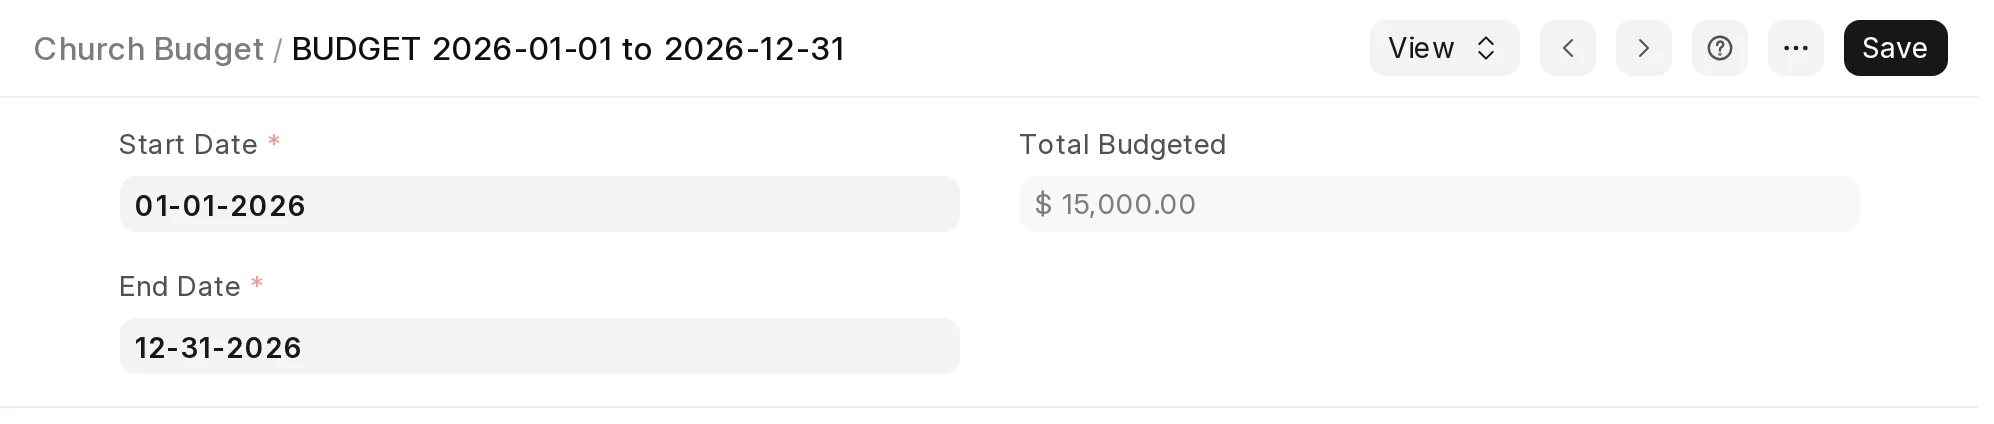 Church Budget / BUDGET 2026-01-01 to 2026-12-31 View Save
Start Date *
01-01-2026
End Date *
12-31-2026
Total Budgeted
$ 15,000.00